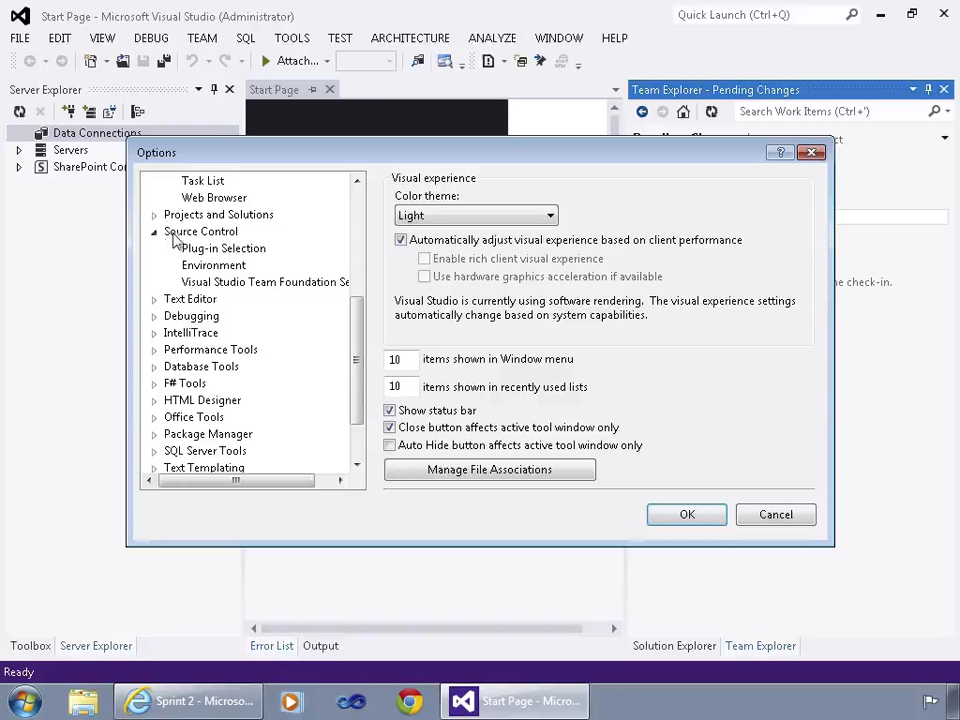 Start Page - Microsoft Visual Studio (Administrator)
Quick Launch (Ctrl+Q)
FILE EDIT VIEW DEBUG TEAM SQL TOOLS TEST ARCHITECTURE ANALYZE WINDOW HELP
Attach...
Server Explorer
Start Page
Team Explorer - Pending Changes
Search Work Items (Ctrl+')
Data Connections
Servers
SharePoint Co
Options
Task List
Web Browser
Projects and Solutions
Source Control
Plug-in Selection
Environment
Visual Studio Team Foundation Se
Text Editor
Debugging
IntelliTrace
Performance Tools
Database Tools
F# Tools
HTML Designer
Office Tools
Package Manager
SQL Server Tools
Text Templating
Visual experience
Color theme:
Light
Automatically adjust visual experience based on client performance
Enable rich client visual experience
Use hardware graphics acceleration if available
Visual Studio is currently using software rendering. The visual experience settings
automatically change based on system capabilities.
10 items shown in Window menu
10 items shown in recently used lists
Show status bar
Close button affects active tool window only
Auto Hide button affects active tool window only
Manage File Associations
OK
Cancel
he check-in.
Toolbox Server Explorer
Error List Output
Solution Explorer Team Explorer
Ready
Sprint 2 - Microso...
Start Page - Micro...